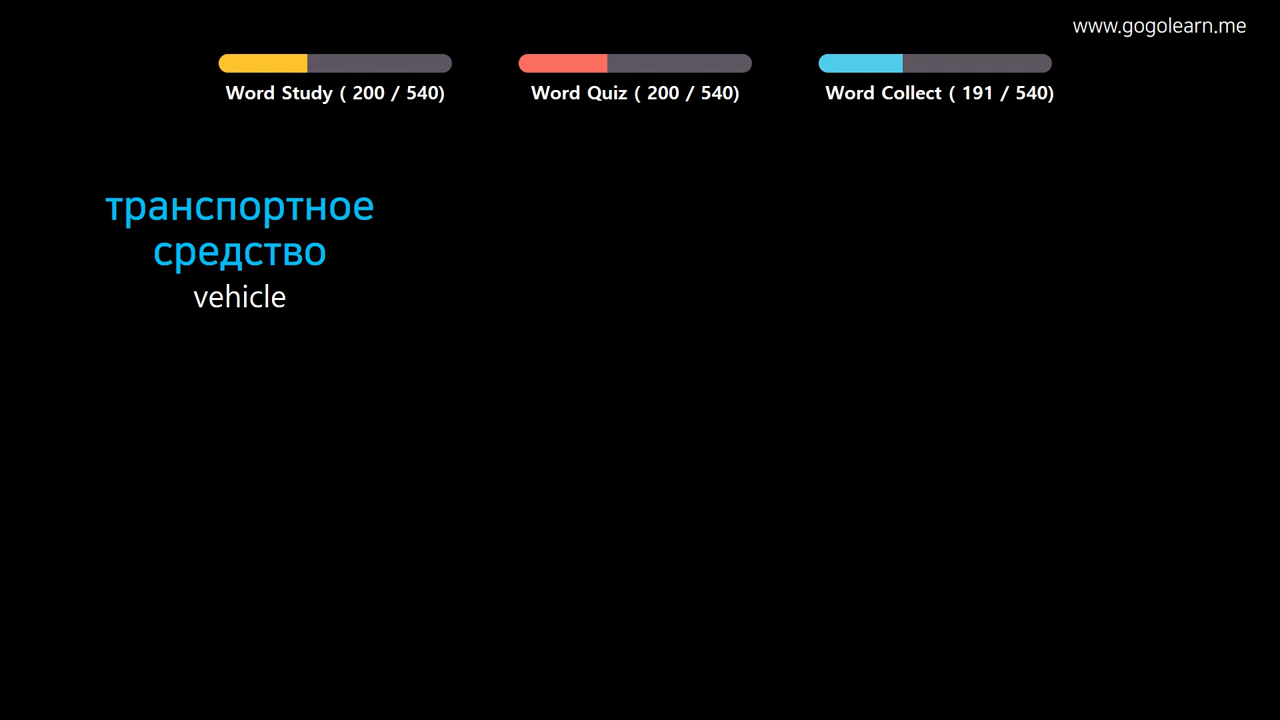 www.gogolearn.me
Word Study ( 200 / 540)
Word Quiz ( 200 / 540)
Word Collect ( 191 / 540)
транспортное
средство
vehicle